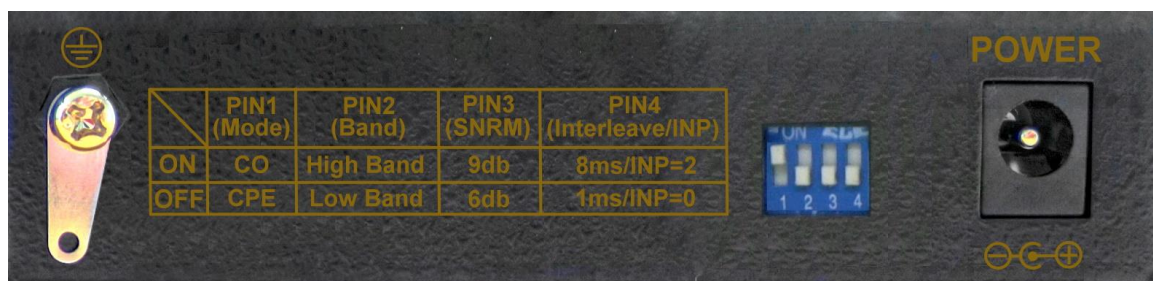 POWER
PIN1 PIN2 PIN3 PIN4
(Mode) (Band) (SNRM) (Interleave/INP)
ON CO High Band 9db 8ms/INP=2
OFF CPE Low Band 6db 1ms/INP=0
ON
1 2 3 4